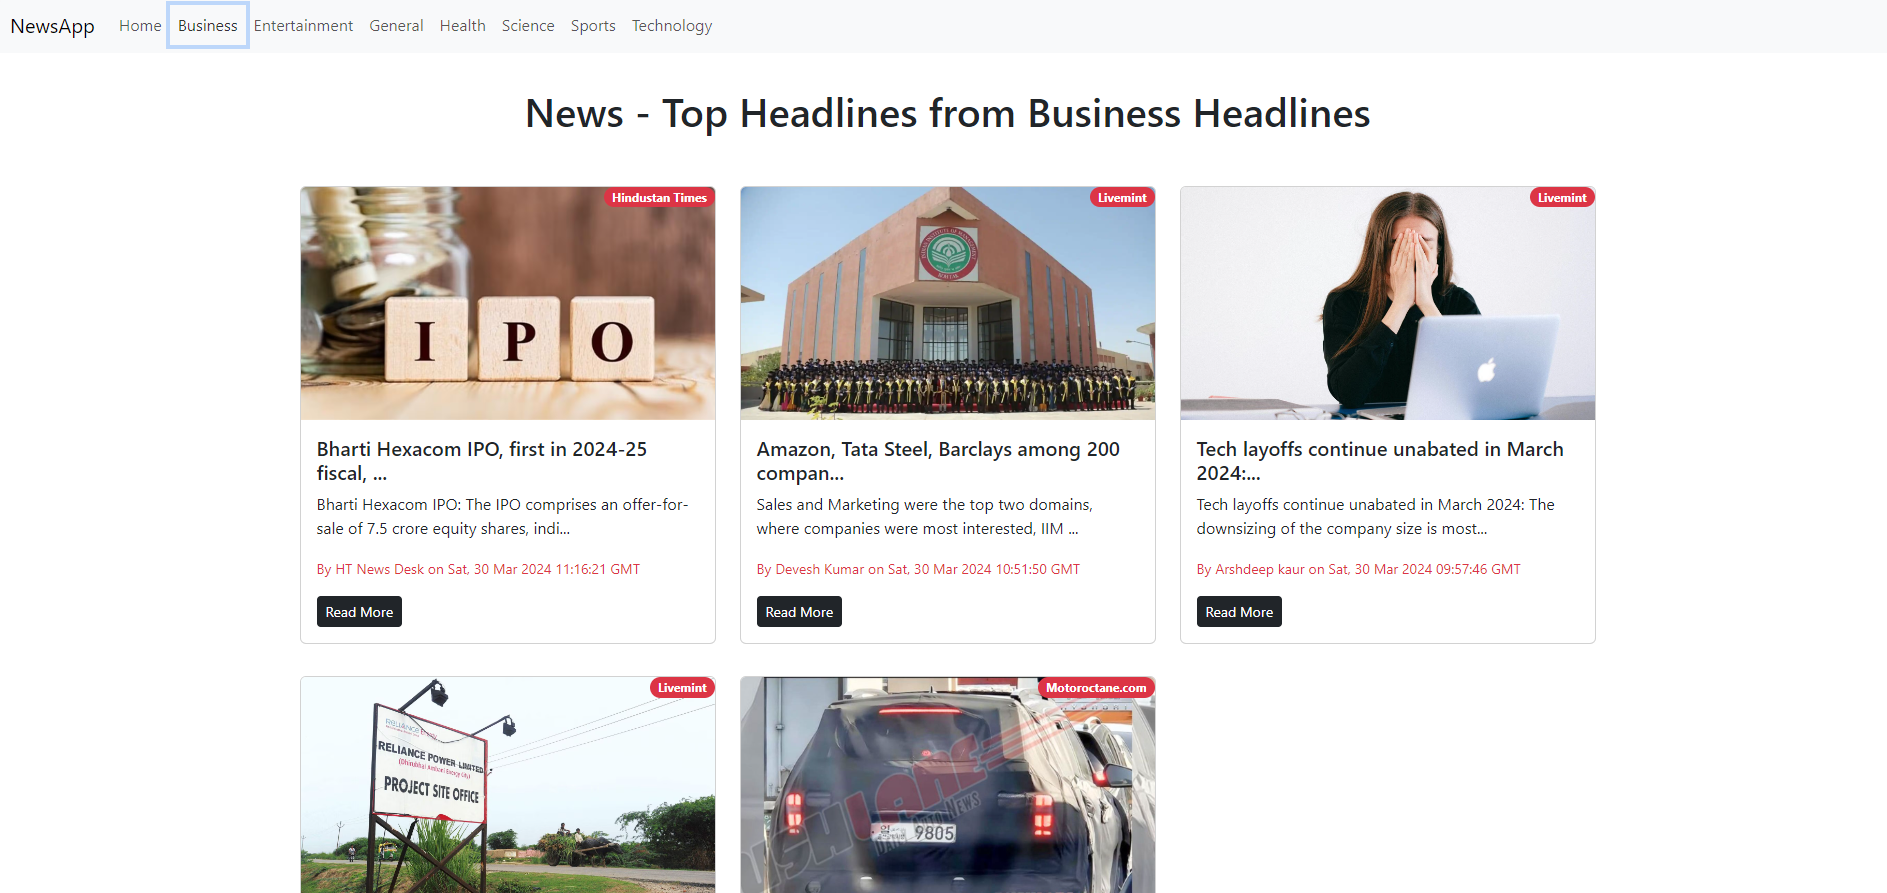 NewsApp Home Business Entertainment General Health Science Sports Technology
News - Top Headlines from Business Headlines
Hindustan Times
I P O
Bharti Hexacom IPO, first in 2024-25
fiscal, ...
Bharti Hexacom IPO: The IPO comprises an offer-for-
sale of 7.5 crore equity shares, indi...
By HT News Desk on Sat, 30 Mar 2024 11:16:21 GMT
Read More
Livemint
Amazon, Tata Steel, Barclays among 200
compan...
Sales and Marketing were the top two domains,
where companies were most interested, IIM ...
By Devesh Kumar on Sat, 30 Mar 2024 10:51:50 GMT
Read More
Livemint
Tech layoffs continue unabated in March
2024:...
Tech layoffs continue unabated in March 2024: The
downsizing of the company size is most...
By Arshdeep kaur on Sat, 30 Mar 2024 09:57:46 GMT
Read More
Livemint
RELIANCE POWER LIMITED
(Dhirubhai Ambani Energy City)
PROJECT SITE OFFICE
Motoroctane.com
9805